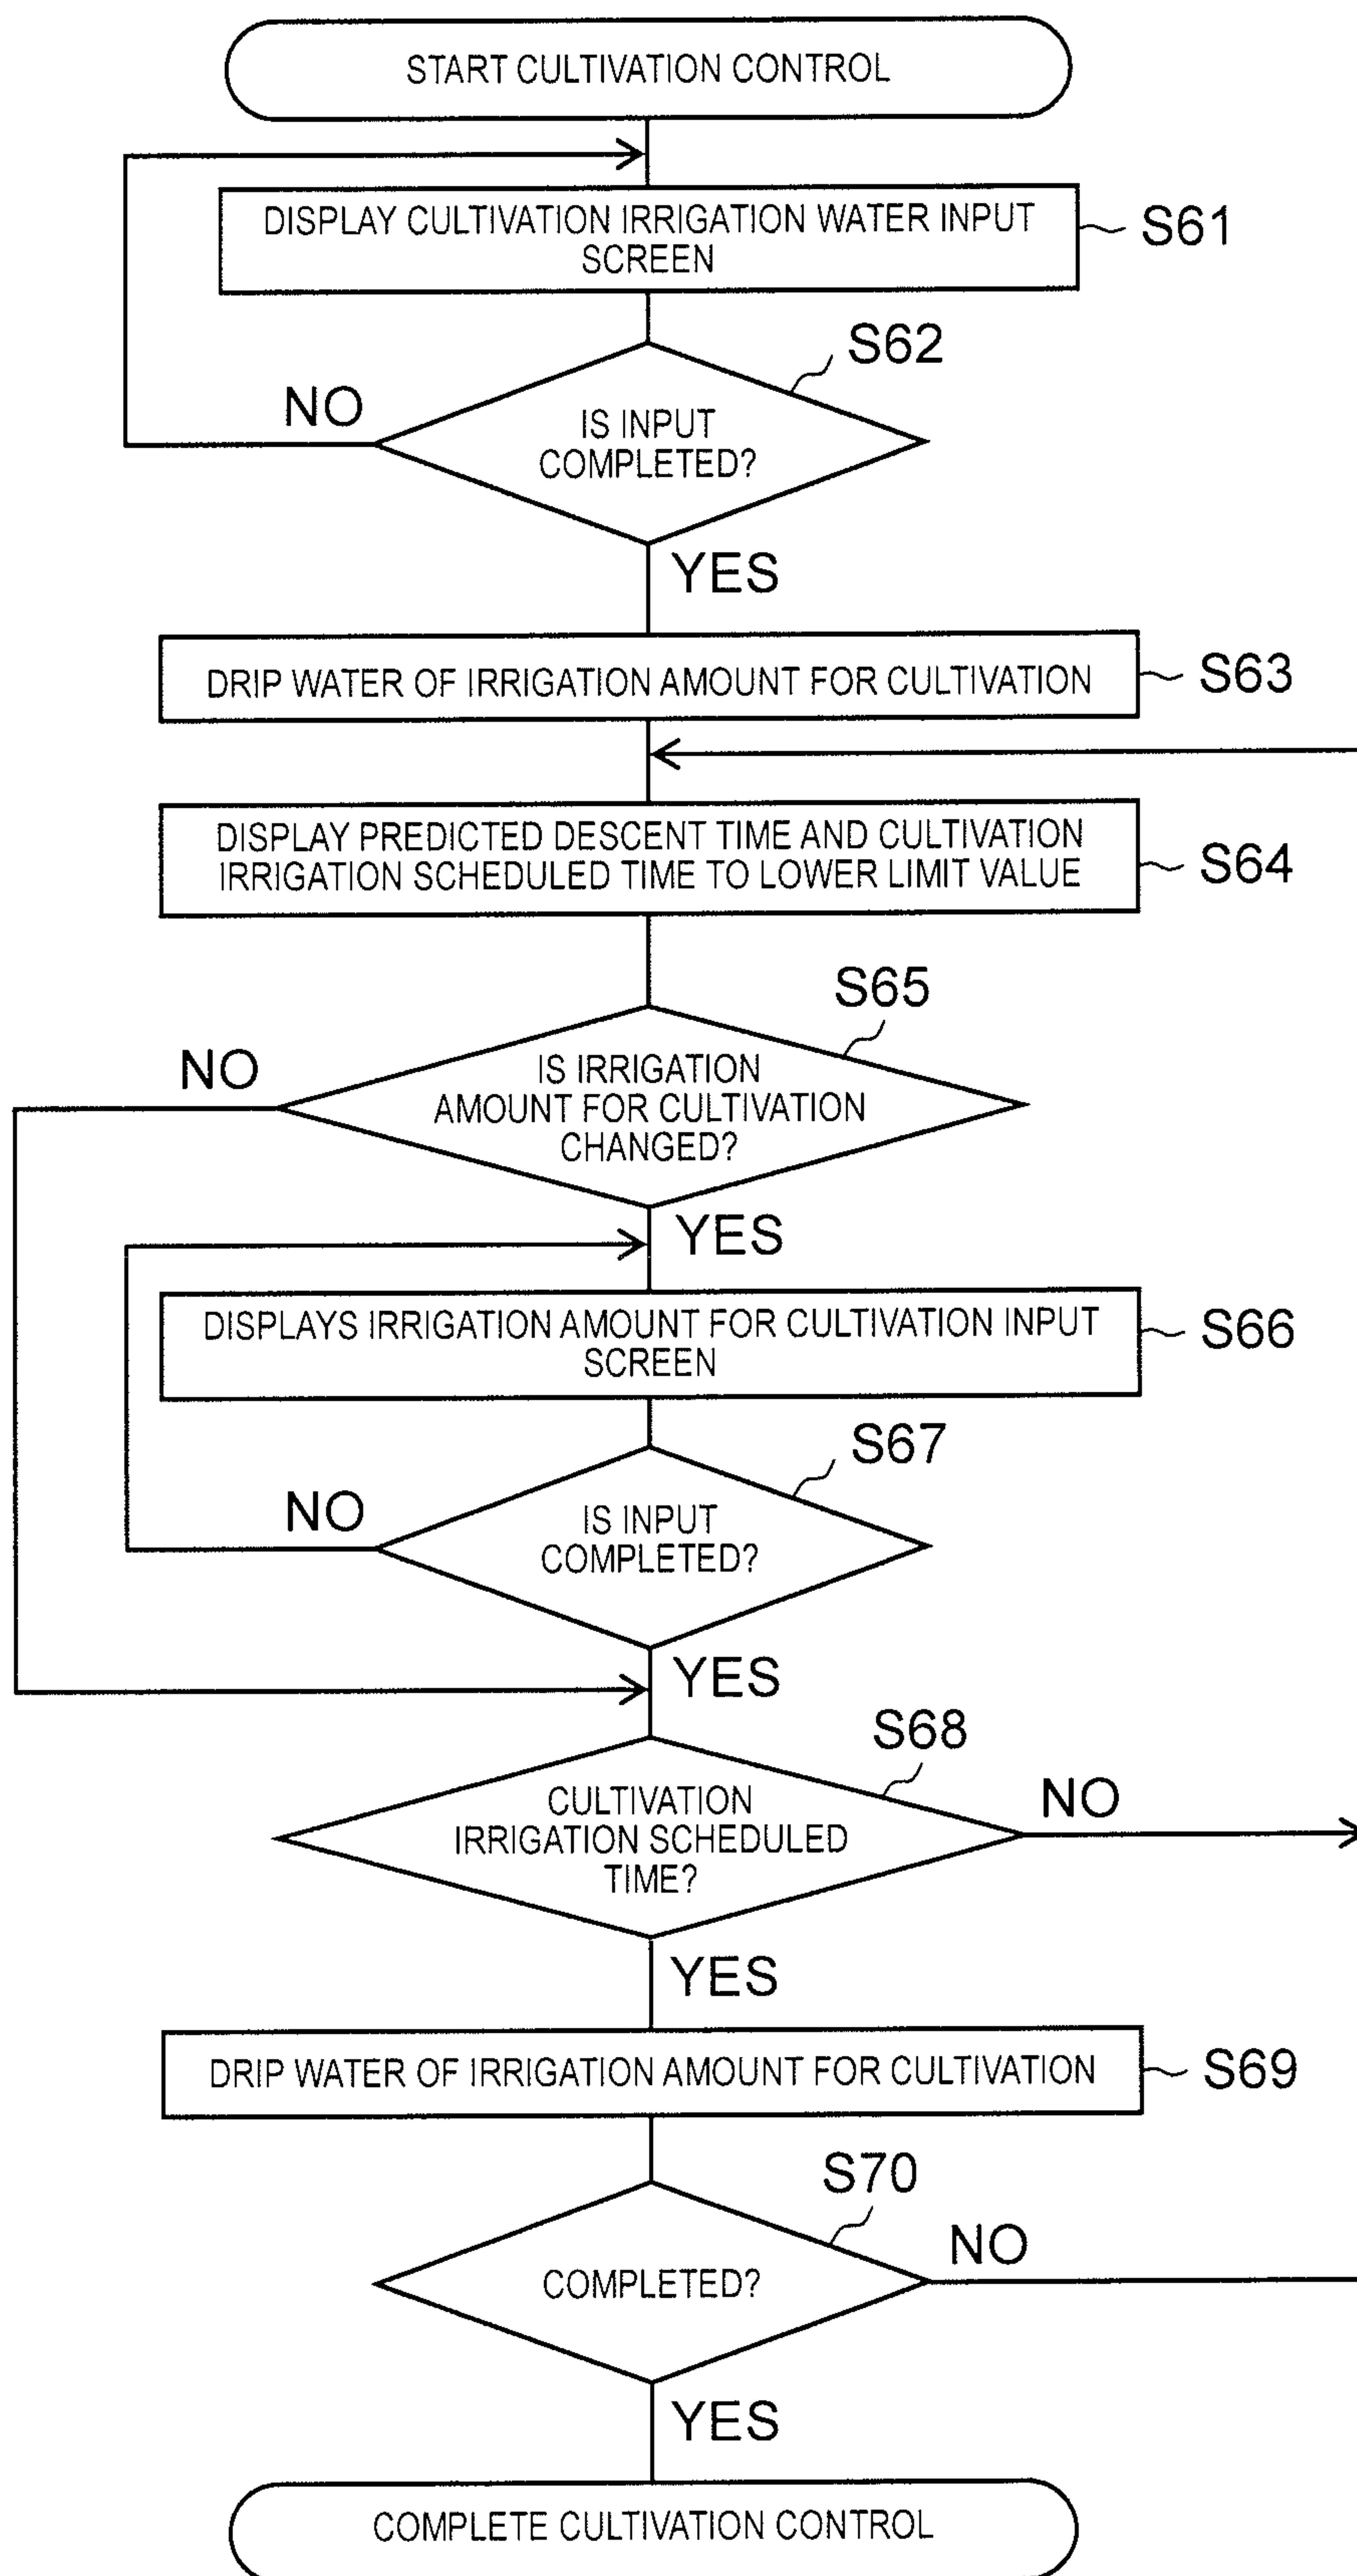 START CULTIVATION CONTROL
DISPLAY CULTIVATION IRRIGATION WATER INPUT
SCREEN
S61
S62
NO
IS INPUT
COMPLETED?
YES
DRIP WATER OF IRRIGATION AMOUNT FOR CULTIVATION
S63
DISPLAY PREDICTED DESCENT TIME AND CULTIVATION
IRRIGATION SCHEDULED TIME TO LOWER LIMIT VALUE
S64
S65
NO
IS IRRIGATION
AMOUNT FOR CULTIVATION
CHANGED?
YES
DISPLAYS IRRIGATION AMOUNT FOR CULTIVATION INPUT
SCREEN
S66
S67
NO
IS INPUT
COMPLETED?
YES
S68
CULTIVATION
IRRIGATION SCHEDULED
TIME?
NO
YES
DRIP WATER OF IRRIGATION AMOUNT FOR CULTIVATION
S69
S70
COMPLETED?
NO
YES
COMPLETE CULTIVATION CONTROL